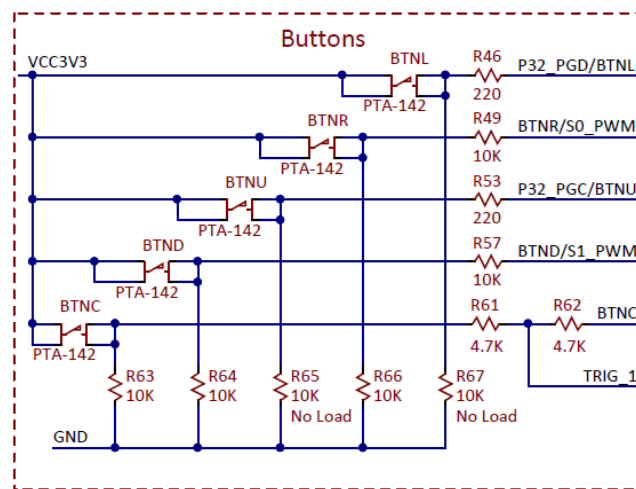 Buttons
VCC3V3
BTNL
PTA-142
R46
220
P32_PGD/BTNL
BTNR
PTA-142
R49
10K
BTNR/S0_PWM
BTNU
PTA-142
R53
220
P32_PGC/BTNU
BTND
PTA-142
R57
10K
BTND/S1_PWM
BTNC
PTA-142
R61
4.7K
R62
4.7K
BTNC
TRIG_1
R63
10K
R64
10K
R65
10K
No Load
R66
10K
R67
10K
No Load
GND